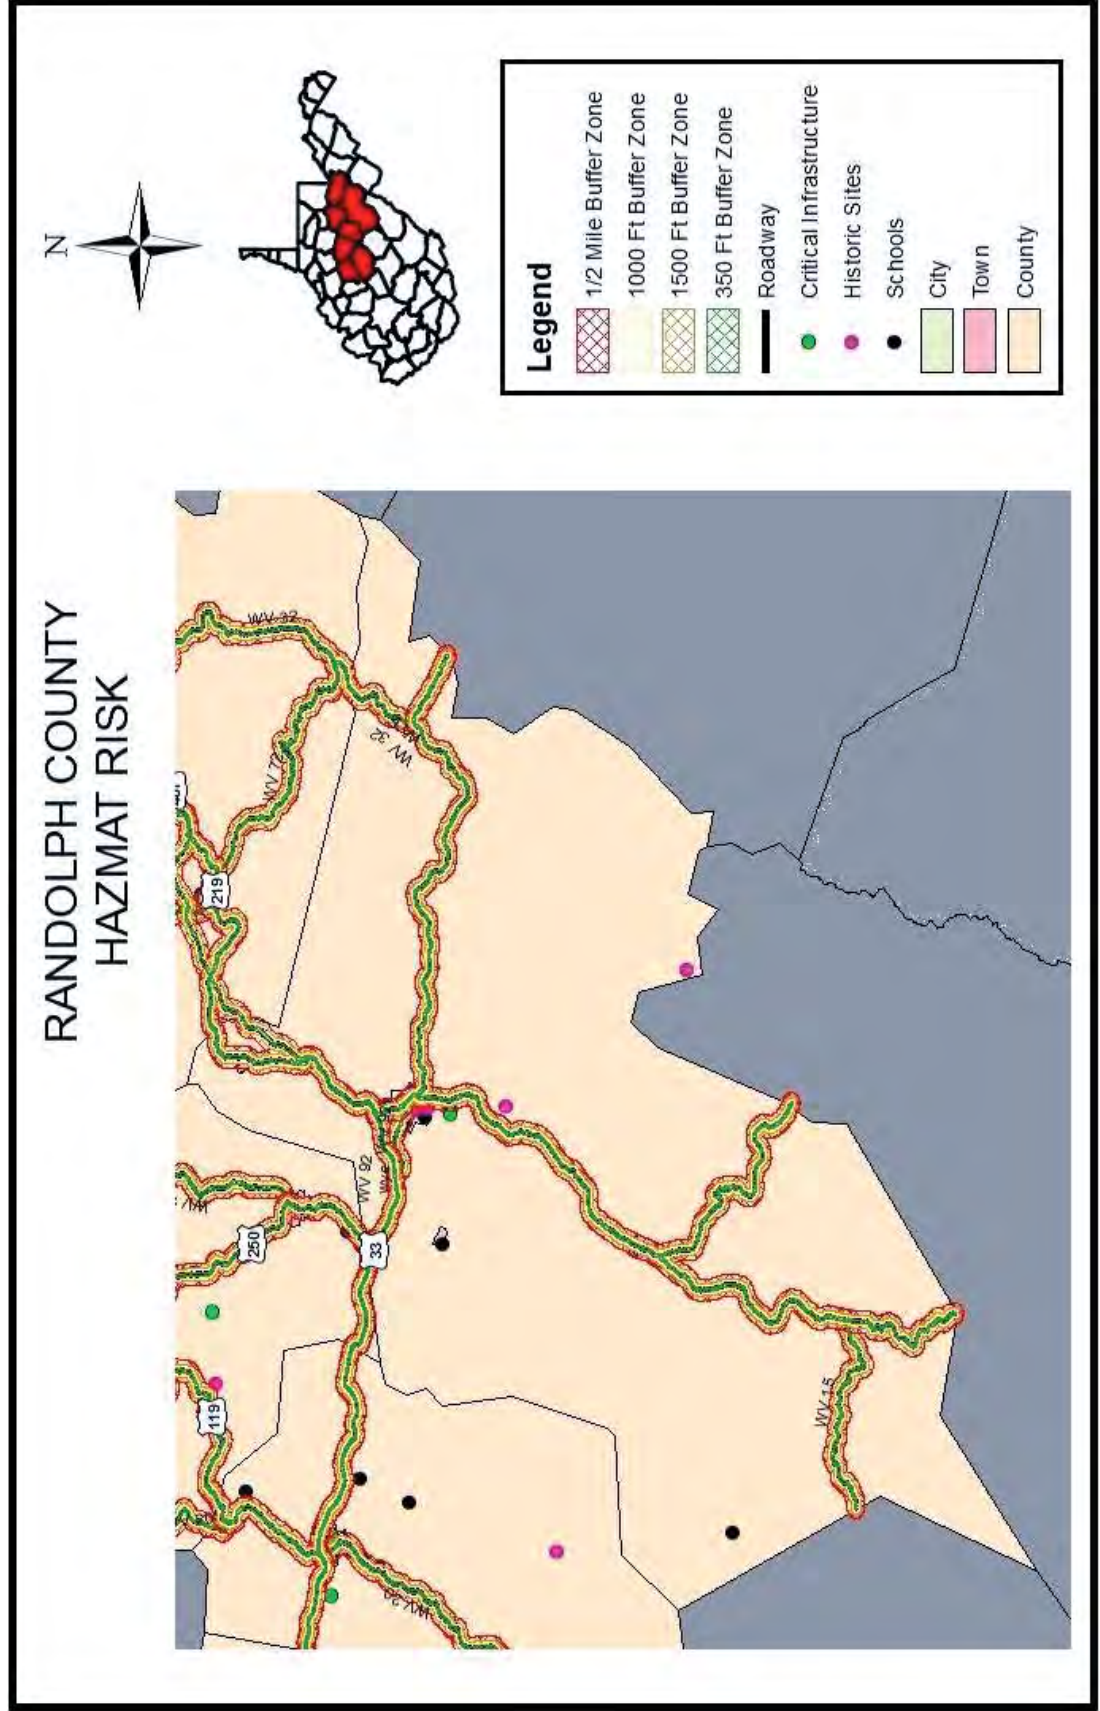 RANDOLPH COUNTY
HAZMAT RISK
N
Legend
1/2 Mile Buffer Zone
1000 Ft Buffer Zone
1500 Ft Buffer Zone
350 Ft Buffer Zone
Roadway
Critical Infrastructure
Historic Sites
Schools
City
Town
County
WV 32
WV 72
WV 32
219
WV 92
250
33
119
WV 15